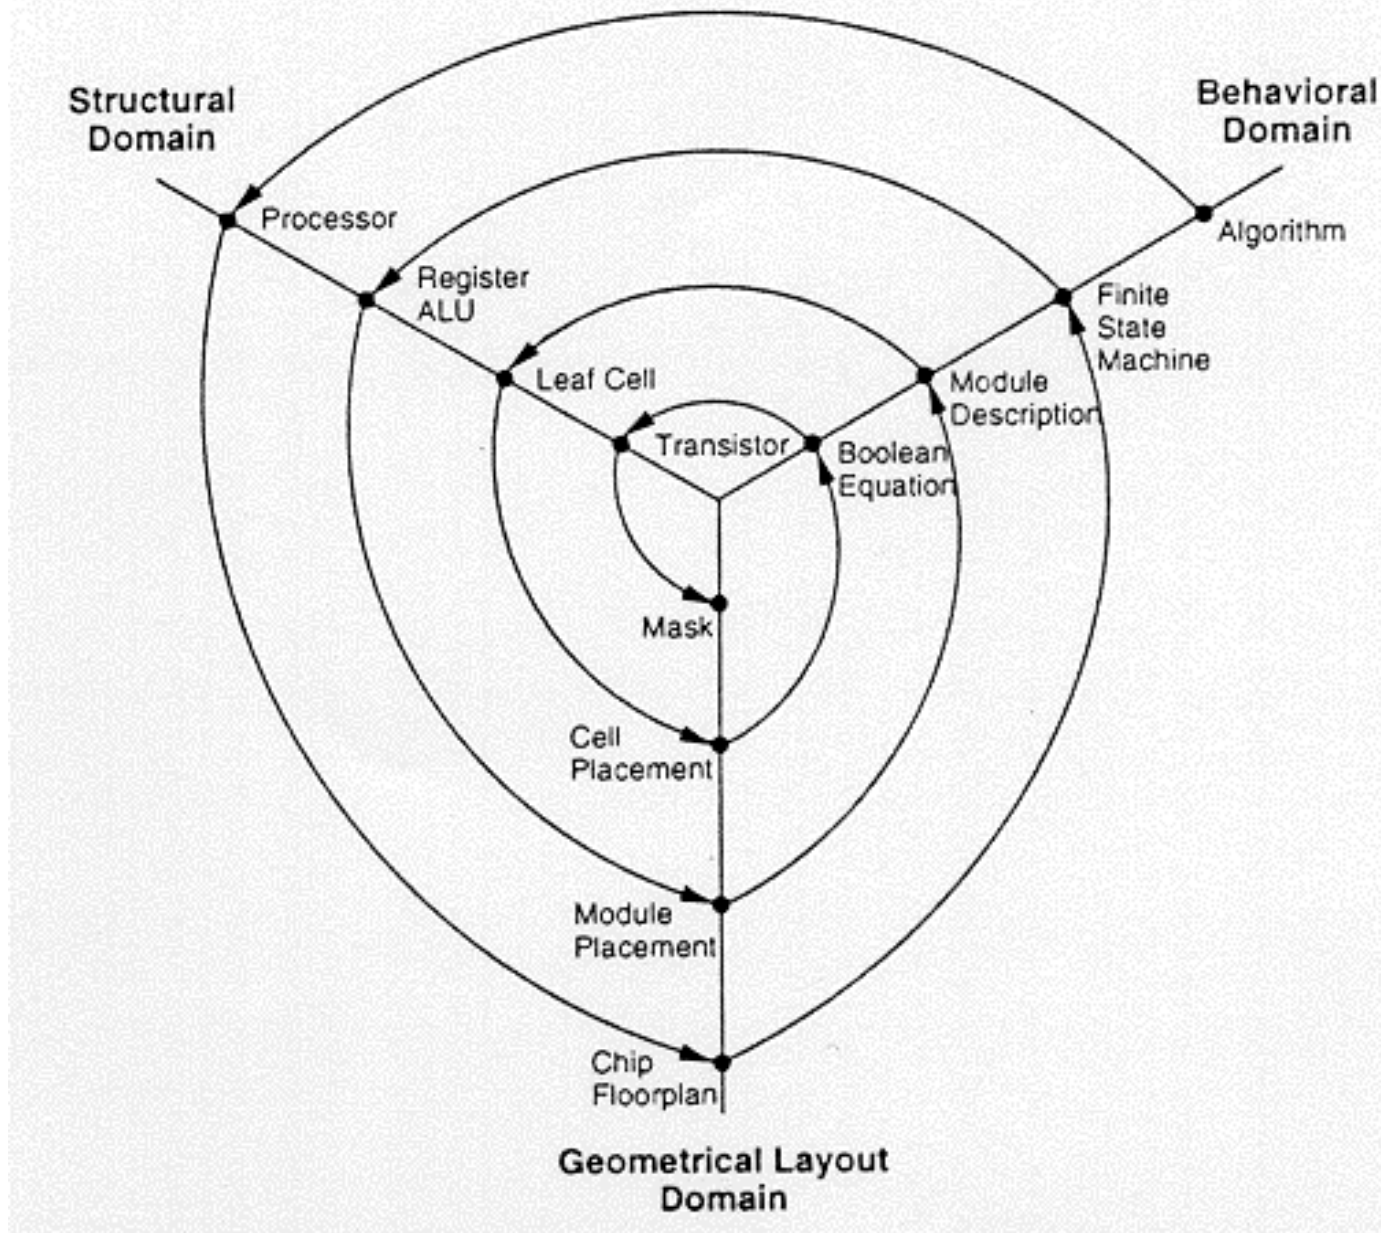 Structural
Domain
Behavioral
Domain
Processor
Algorithm
Register
ALU
Finite
State
Machine
Leaf Cell
Module
Description
Transistor
Boolean
Equation
Mask
Cell
Placement
Module
Placement
Chip
Floorplan
Geometrical Layout
Domain